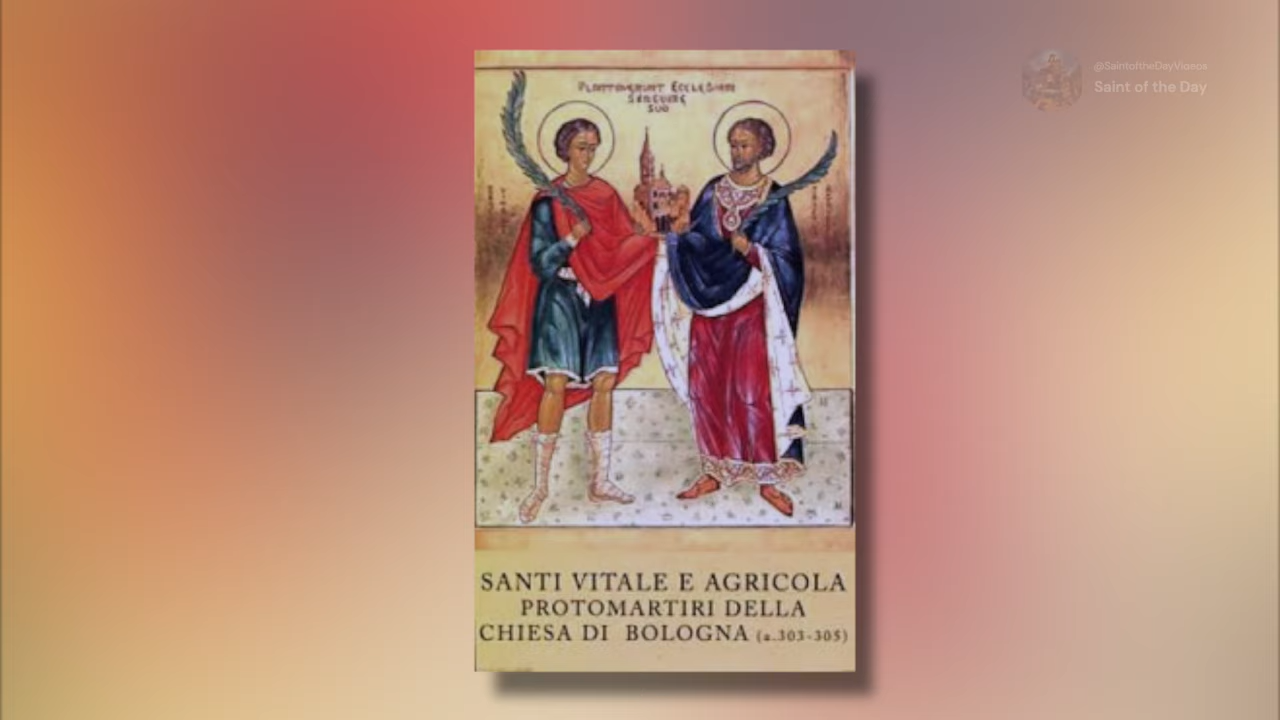 @SaintoftheDayVideos
Saint of the Day
PLANTAVERUNT ECCLESIAM
SANGUINE
SUO
SANTI VITALE E AGRICOLA
PROTOMARTIRI DELLA
CHIESA DI BOLOGNA (a.303-305)